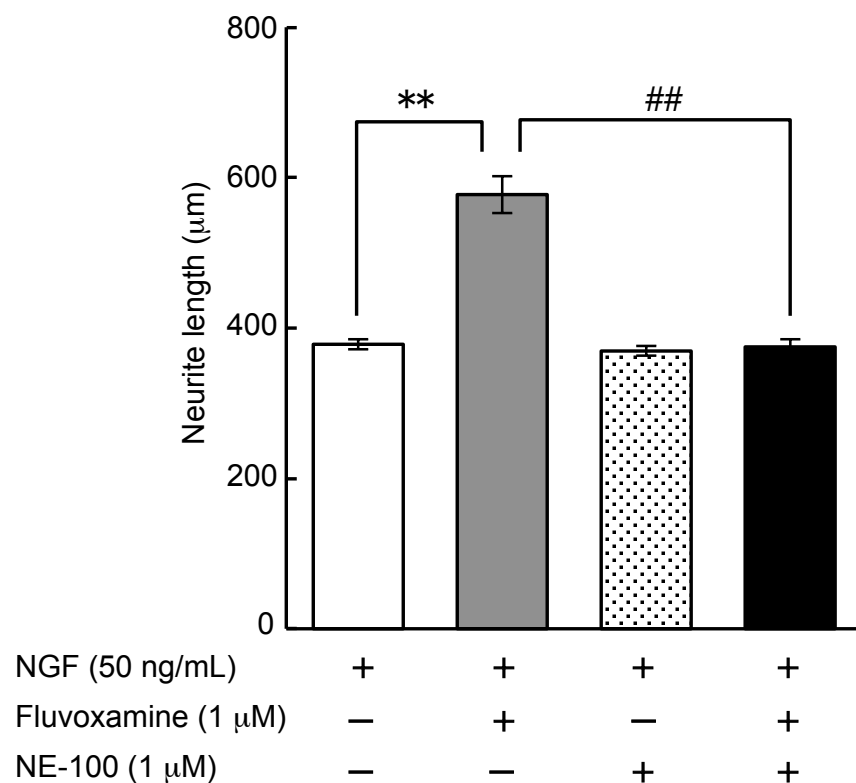 800
** ##
600
400
200
0
Neurite length (μm)
NGF (50 ng/mL) + + + +
Fluvoxamine (1 μM) − + − +
NE-100 (1 μM) − − + +